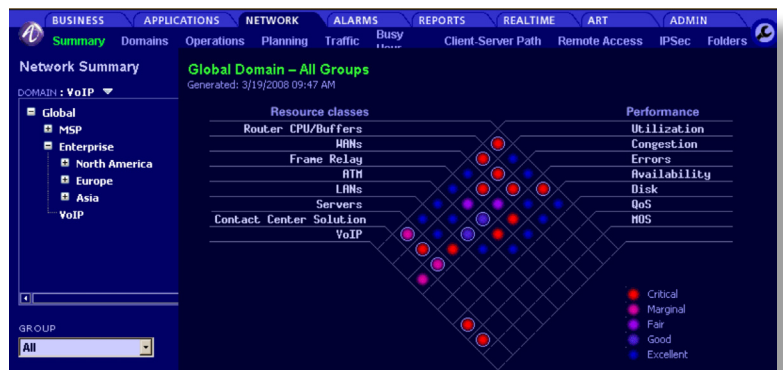 BUSINESS APPLICATIONS NETWORK ALARMS REPORTS REALTIME ART ADMIN
Summary Domains Operations Planning Traffic Busy Hour Client-Server Path Remote Access IPSec Folders
Network Summary
DOMAIN : VoIP
Global
MSP
Enterprise
North America
Europe
Asia
VoIP
GROUP
All
Global Domain – All Groups
Generated: 3/19/2008 09:47 AM
Resource classes Performance
Router CPU/Buffers Utilization
WANs Congestion
Frame Relay Errors
ATM Availability
LANs Disk
Servers QoS
Contact Center Solution MOS
VoIP
Critical
Marginal
Fair
Good
Excellent